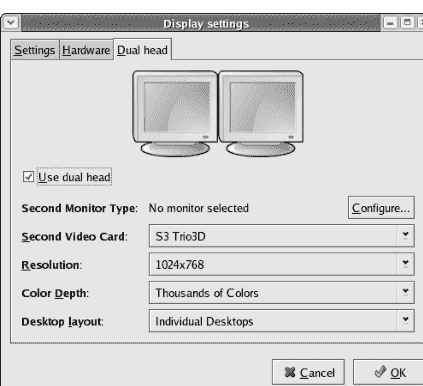 Display settings
Settings Hardware Dual head
Use dual head
Second Monitor Type: No monitor selected Configure...
Second Video Card: S3 Trio3D
Resolution: 1024x768
Color Depth: Thousands of Colors
Desktop layout: Individual Desktops
Cancel OK